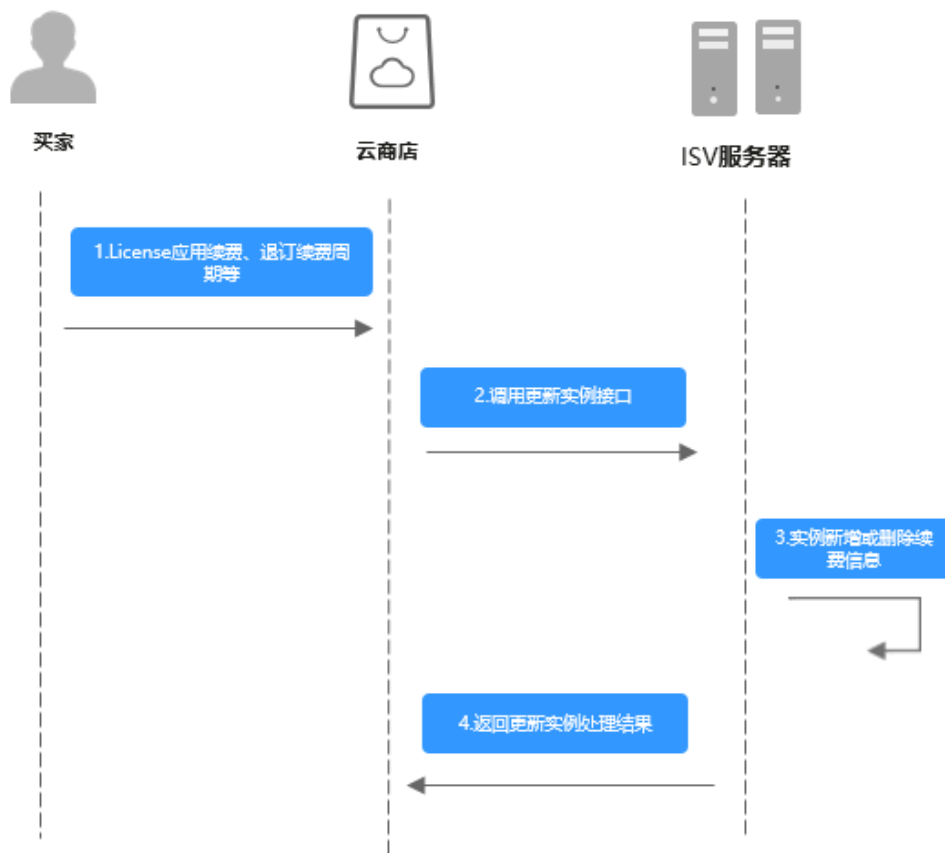 买家
云商店
ISV服务器
1.License应用续费、退订续费周
期等
2.调用更新实例接口
3.实例新增或删除续
费信息
4.返回更新实例处理结果